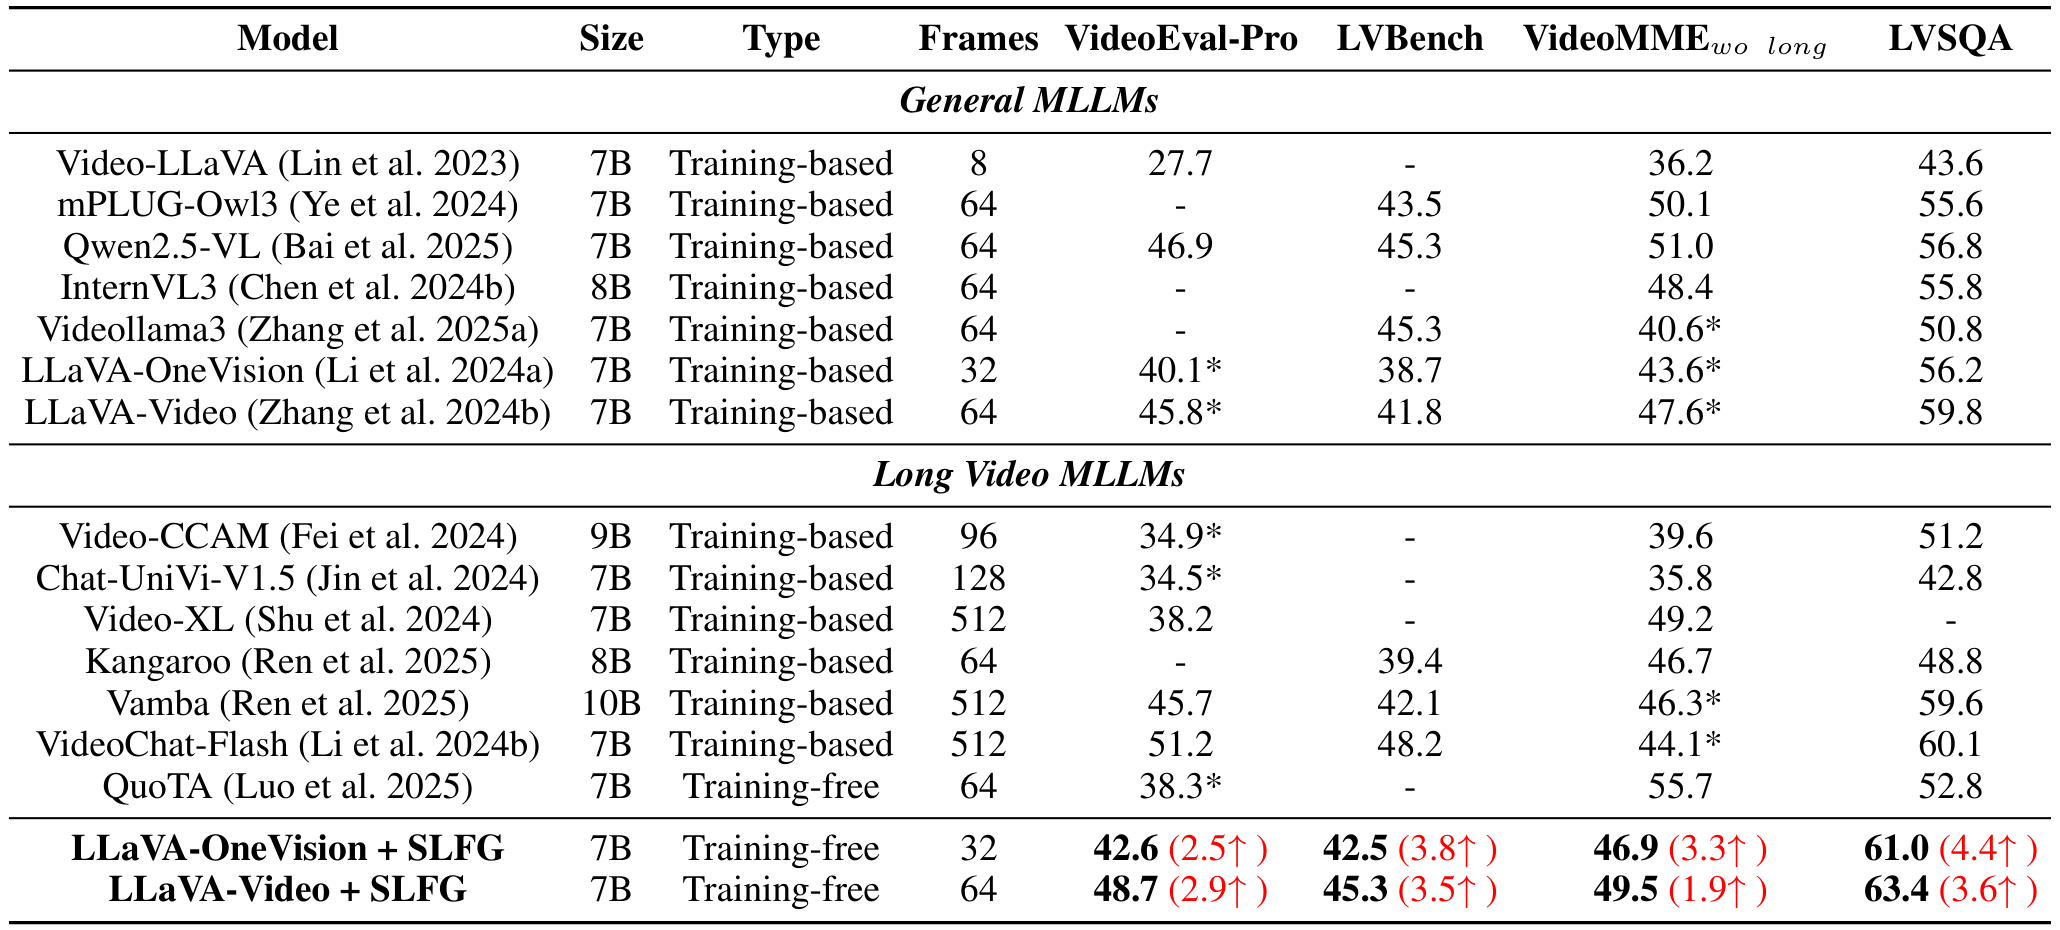 Model Size Type Frames VideoEval-Pro LVBench VideoMME wo long LVSQA
General MLLMs
Video-LLaVA (Lin et al. 2023) 7B Training-based 8 27.7 - 36.2 43.6
mPLUG-Owl3 (Ye et al. 2024) 7B Training-based 64 - 43.5 50.1 55.6
Qwen2.5-VL (Bai et al. 2025) 7B Training-based 64 46.9 45.3 51.0 56.8
InternVL3 (Chen et al. 2024b) 8B Training-based 64 - - 48.4 55.8
Videollama3 (Zhang et al. 2025a) 7B Training-based 64 - 45.3 40.6* 50.8
LLaVA-OneVision (Li et al. 2024a) 7B Training-based 32 40.1* 38.7 43.6* 56.2
LLaVA-Video (Zhang et al. 2024b) 7B Training-based 64 45.8* 41.8 47.6* 59.8
Long Video MLLMs
Video-CCAM (Fei et al. 2024) 9B Training-based 96 34.9* - 39.6 51.2
Chat-UniVi-V1.5 (Jin et al. 2024) 7B Training-based 128 34.5* - 35.8 42.8
Video-XL (Shu et al. 2024) 7B Training-based 512 38.2 - 49.2 -
Kangaroo (Ren et al. 2025) 8B Training-based 64 - 39.4 46.7 48.8
Vamba (Ren et al. 2025) 10B Training-based 512 45.7 42.1 46.3* 59.6
VideoChat-Flash (Li et al. 2024b) 7B Training-based 512 51.2 48.2 44.1* 60.1
QuoTA (Luo et al. 2025) 7B Training-free 64 38.3* - 55.7 52.8
LLaVA-OneVision + SLFG 7B Training-free 32 42.6 (2.5↑ ) 42.5 (3.8↑ ) 46.9 (3.3↑ ) 61.0 (4.4↑ )
LLaVA-Video + SLFG 7B Training-free 64 48.7 (2.9↑ ) 45.3 (3.5↑ ) 49.5 (1.9↑ ) 63.4 (3.6↑ )